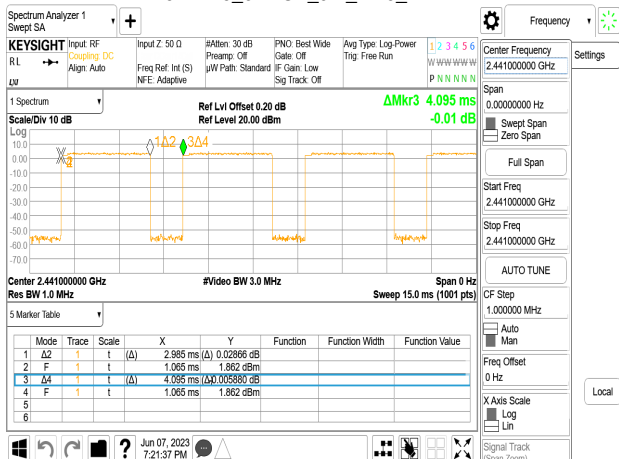 Spectrum Analyzer 1
Swept SA
Frequency
KEYSIGHT Input: RF Input Z: 50 Ω #Atten: 30 dB PNO: Best Wide Avg Type: Log-Power 1 2 3 4 5 6
RL Coupling: DC Preamp: Off Gate: Off Trig: Free Run W W W W W W
Align: Auto Freq Ref: Int (S) µW Path: Standard IF Gain: Low
NFE: Adaptive Sig Track: Off P N N N N N
LXI
1 Spectrum
Ref Lvl Offset 0.20 dB ΔMkr3 4.095 ms
Scale/Div 10 dB Ref Level 20.00 dBm -0.01 dB
Log
10.0
0.00
-10.0
-20.0
-30.0
-40.0
-50.0
-60.0
-70.0
1Δ2 3Δ4
Center 2.441000000 GHz #Video BW 3.0 MHz Span 0 Hz
Res BW 1.0 MHz Sweep 15.0 ms (1001 pts)
5 Marker Table
Mode Trace Scale X Y Function Function Width Function Value
1 Δ2 1 t (Δ) 2.985 ms (Δ) 0.02866 dB
2 F 1 t 1.065 ms 1.862 dBm
3 Δ4 1 t (Δ) 4.095 ms (Δ) -0.005880 dB
4 F 1 t 1.065 ms 1.862 dBm
5
6
Jun 07, 2023
7:21:37 PM
Center Frequency
2.441000000 GHz
Settings
Span
0.00000000 Hz
Swept Span
Zero Span
Full Span
Start Freq
2.441000000 GHz
Stop Freq
2.441000000 GHz
AUTO TUNE
CF Step
1.000000 MHz
Auto
Man
Freq Offset
0 Hz
X Axis Scale
Log
Lin
Local
Signal Track
(Span Zoom)